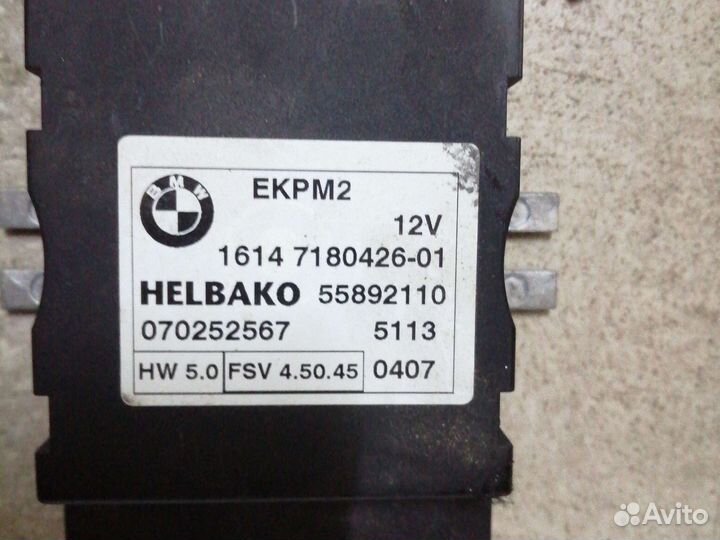 BMW
EKPM2
12V
1614 7180426-01
HELBAKO 55892110
070252567 5113
HW 5.0 FSV 4.50.45 0407
Avito